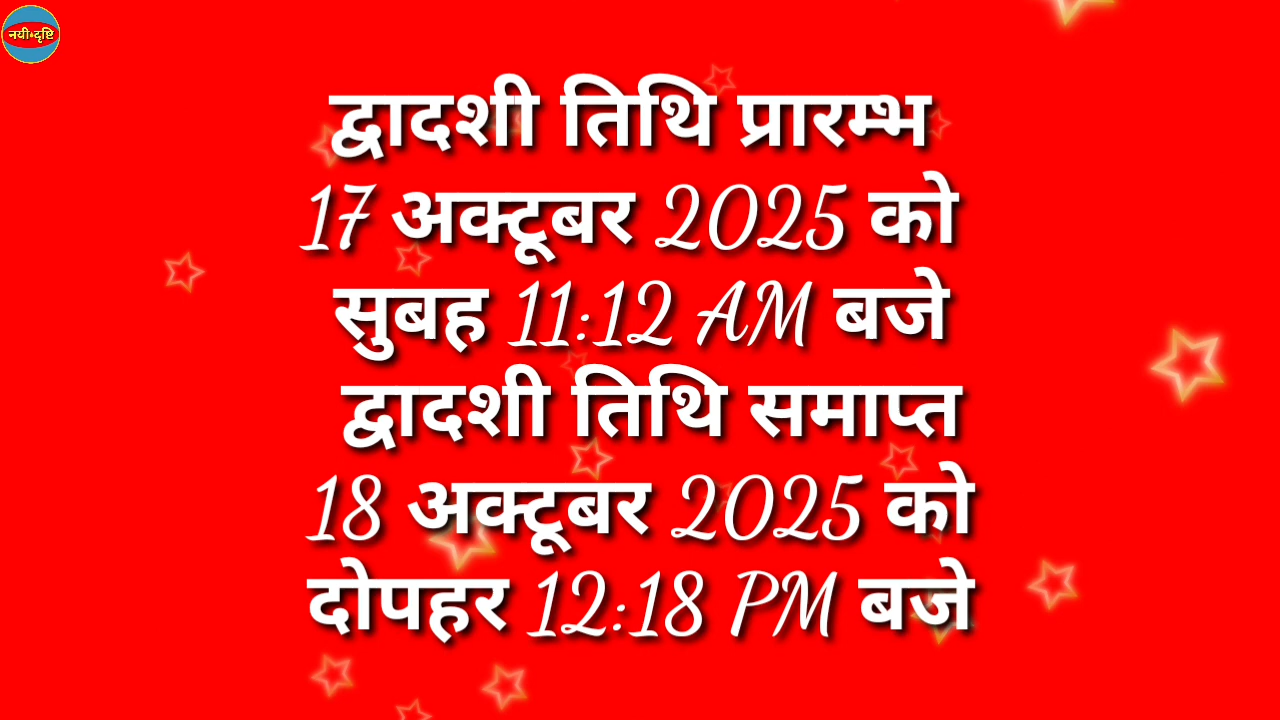 नयी दृष्टि
द्वादशी तिथि प्रारम्भ
17 अक्टूबर 2025 को
सुबह 11:12 AM बजे
द्वादशी तिथि समाप्त
18 अक्टूबर 2025 को
दोपहर 12:18 PM बजे